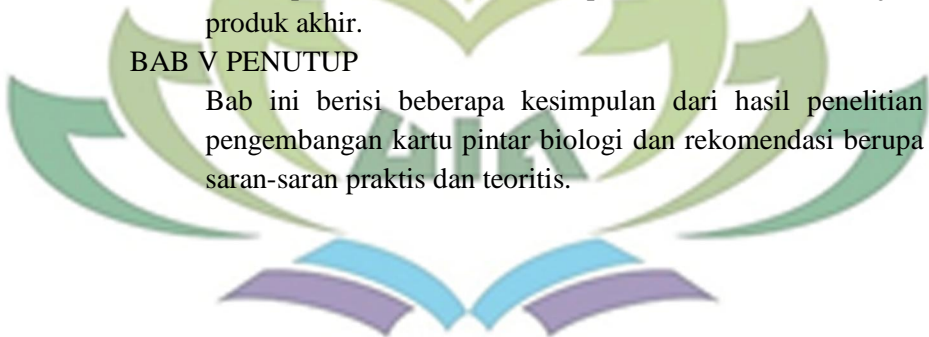 produk akhir.
BAB V PENUTUP
Bab ini berisi beberapa kesimpulan dari hasil penelitian
pengembangan kartu pintar biologi dan rekomendasi berupa
saran-saran praktis dan teoritis.